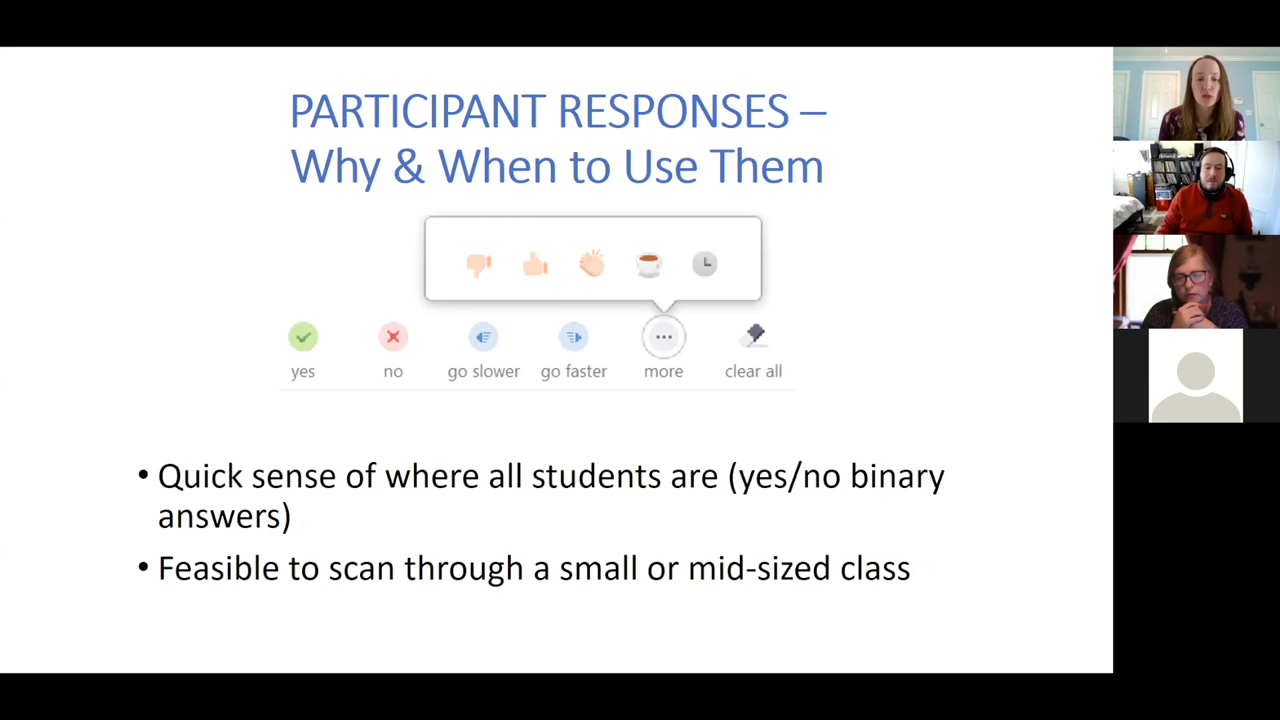 PARTICIPANT RESPONSES –
Why & When to Use Them
yes
no
go slower
go faster
more
clear all
• Quick sense of where all students are (yes/no binary
answers)
• Feasible to scan through a small or mid-sized class